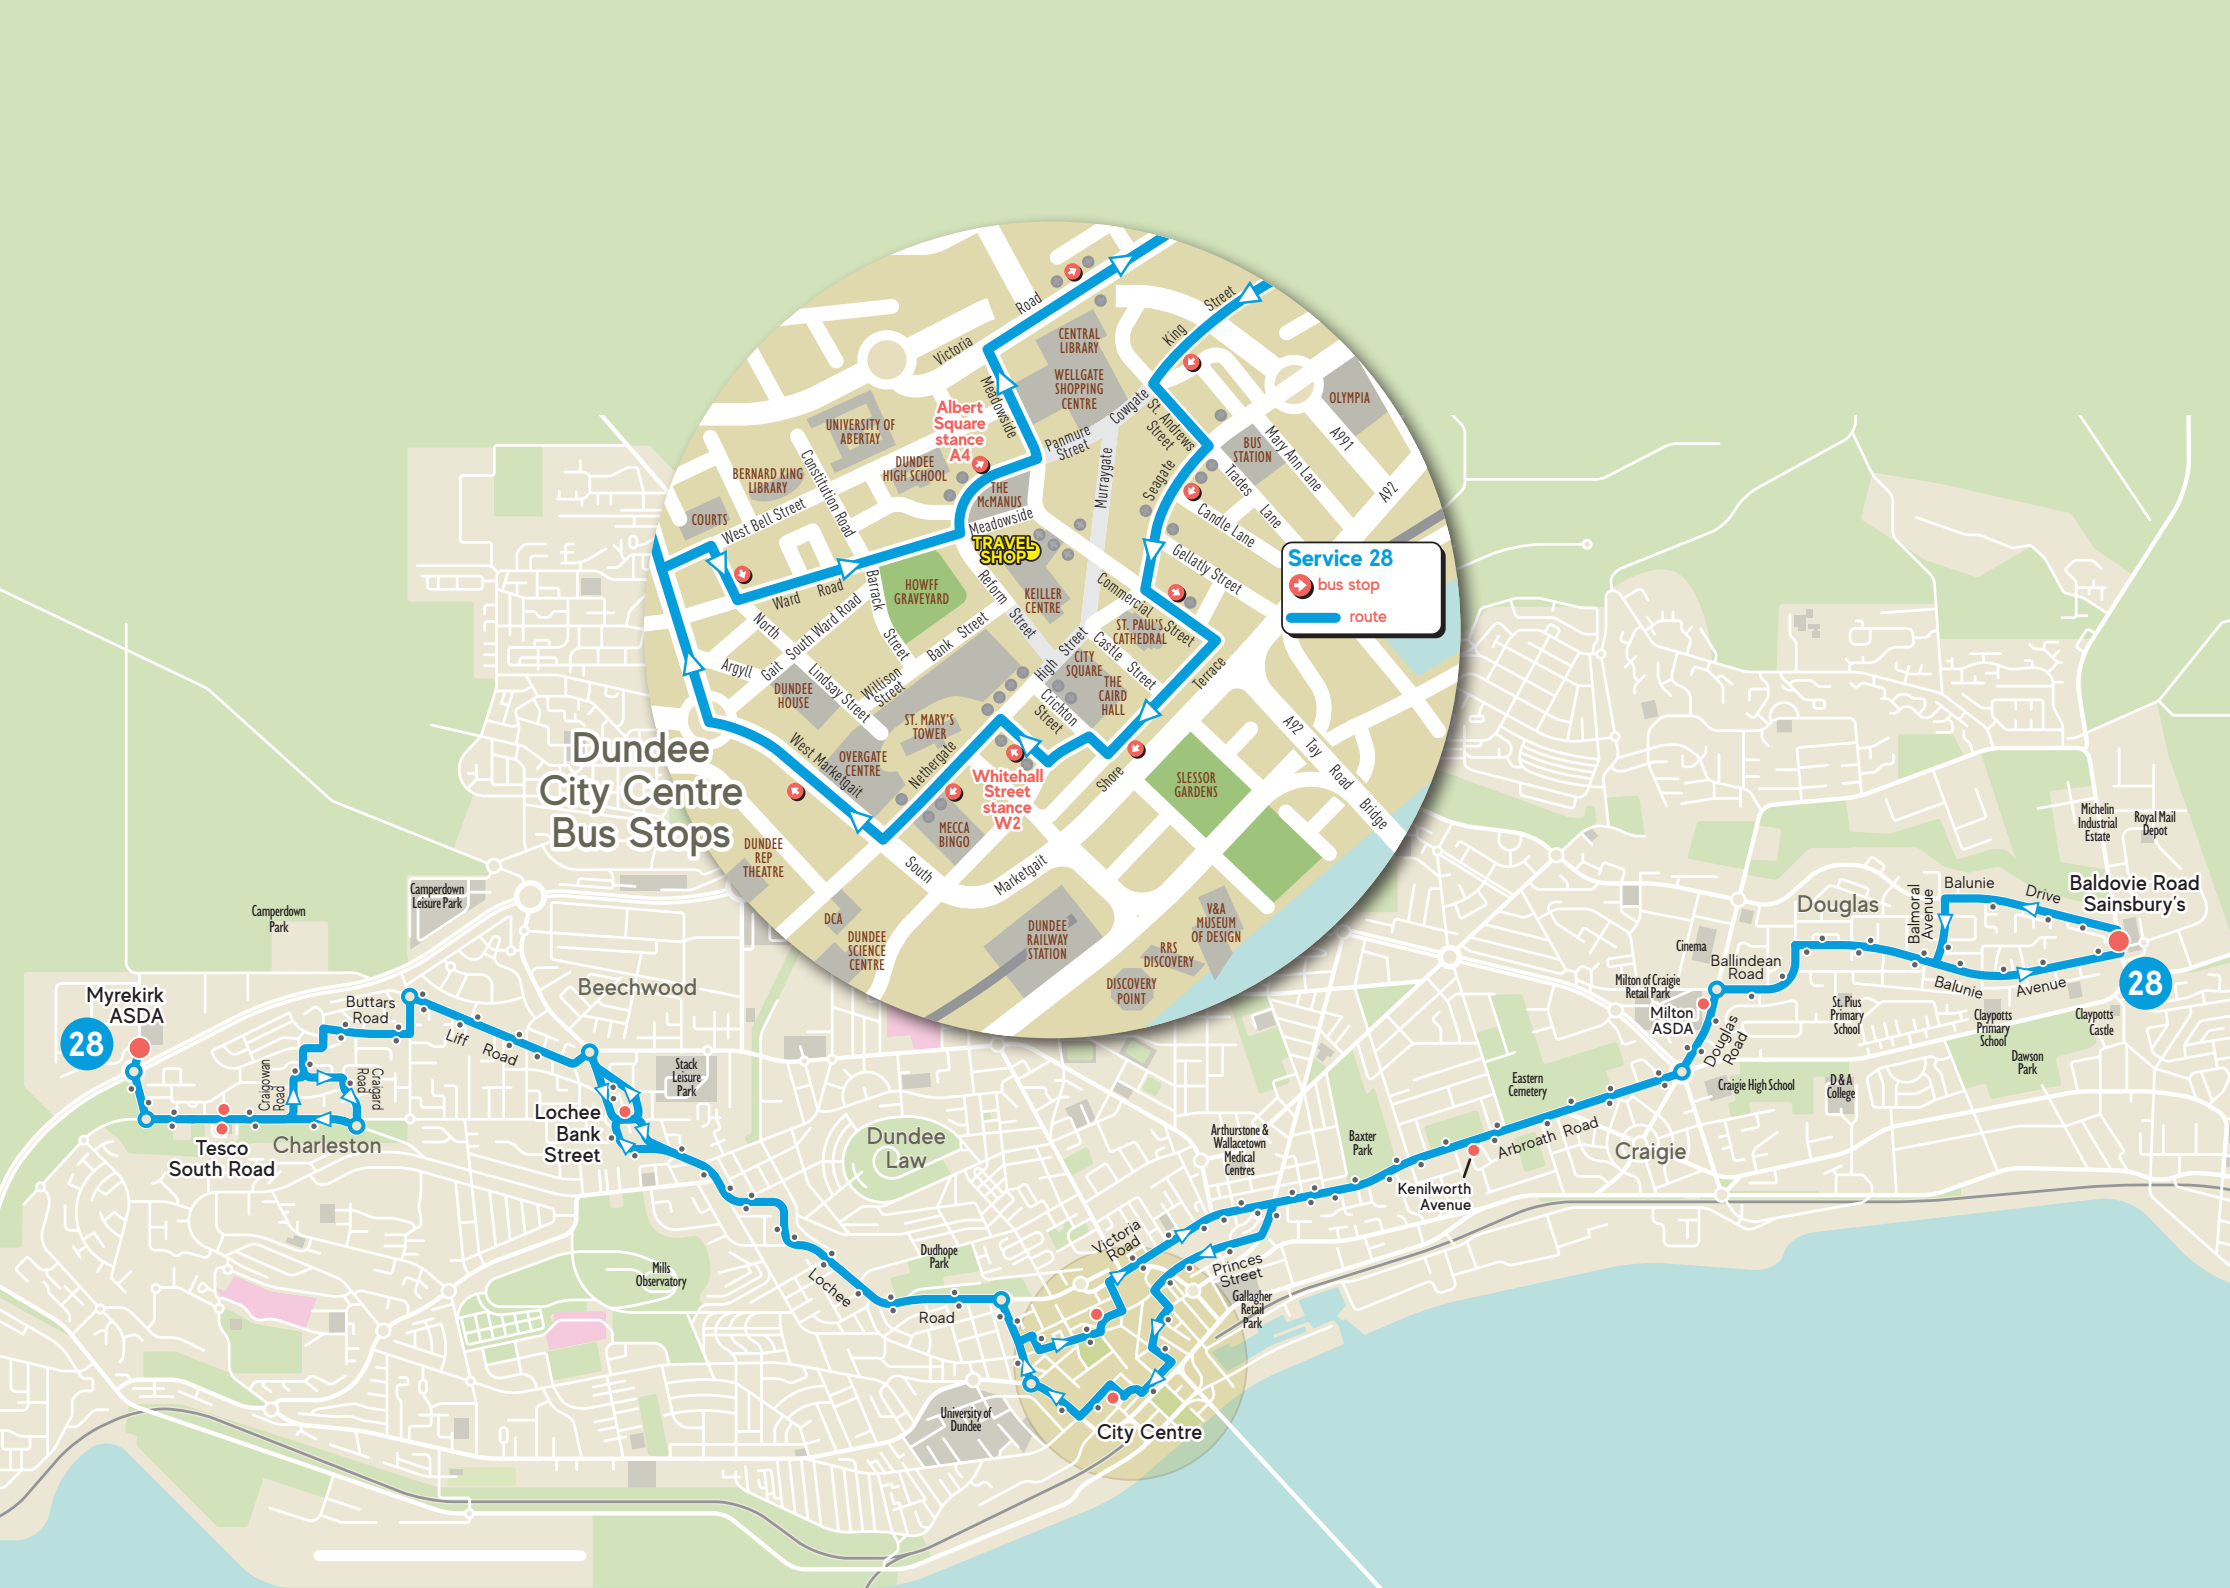 Road
Street
King
Victoria
CENTRAL
LIBRARY
WELLGATE
SHOPPING
CENTRE
Meadowside
Cowgate
St. Andrews
Street
OLYMPIA
Albert
Square
stance
A4
UNIVERSITY OF
ABERTAY
Panmure
Street
BUS
STATION
Mary Ann Lane
A991
A92
DUNDEE
HIGH SCHOOL
BERNARD KING
LIBRARY
Constitution Road
THE
McMANUS
Murraygate
Seagate
Trades
Lane
Candle Lane
COURTS
West Bell Street
Meadowside
TRAVEL
SHOP
Gellatly Street
Service 28
bus stop
route
Ward Road
Barrack
Street
HOWFF
GRAVEYARD
Reform
Street
KEILLER
CENTRE
Commercial
Street
ST. PAUL'S
CATHEDRAL
North
Lindsay Street
South Ward Road
Argyll
Gait
Bank Street
Willison
Street
High Street
CITY
SQUARE
Castle Street
THE
CAIRD
HALL
Crichton
Street
Terrace
Shore
DUNDEE
HOUSE
ST. MARY'S
TOWER
OVERGATE
CENTRE
West Marketgait
Nethergate
Whitehall
Street
stance
W2
SLESSOR
GARDENS
A92 Tay Road Bridge
MECCA
BINGO
South
Marketgait
DUNDEE
REP
THEATRE
DCA
DUNDEE
SCIENCE
CENTRE
DUNDEE
RAILWAY
STATION
V&A
MUSEUM
OF DESIGN
RRS
DISCOVERY
DISCOVERY
POINT
Dundee
City Centre
Bus Stops
Camperdown
Park
Camperdown
Leisure Park
Beechwood
Myrekirk
ASDA
28
Buttars
Road
Liff Road
Craigowan
Road
Craigard
Road
Tesco
South Road
Charleston
Lochee
Bank
Street
Stack
Leisure
Park
Dundee
Law
Mills
Observatory
Lochee
Road
Dudhope
Park
University of
Dundee
Victoria
Road
Princes
Street
Gallagher
Retail
Park
City Centre
Arthurstone &
Wallacetown
Medical
Centres
Baxter
Park
Kenilworth
Avenue
Arbroath Road
Eastern
Cemetery
Craigie
Craigie High School
D & A
College
Douglas
Road
Milton
ASDA
Milton of Craigie
Retail Park
Cinema
Ballindean
Road
Douglas
St. Pius
Primary
School
Balmoral
Avenue
Balunie
Drive
Balunie
Avenue
Claypotts
Primary
School
Dawson
Park
Claypotts
Castle
Michelin
Industrial
Estate
Royal Mail
Depot
Baldovie Road
Sainsbury's
28